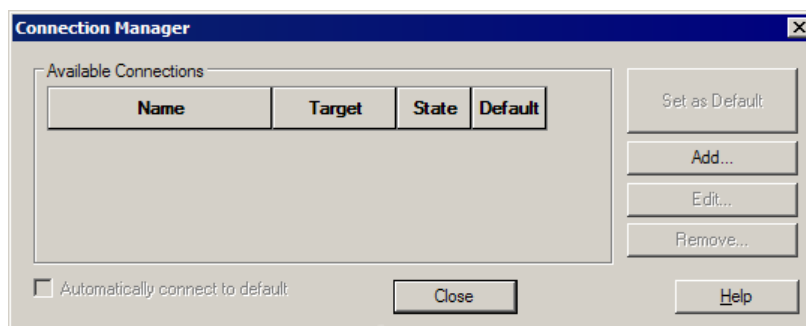 Connection Manager
Available Connections
Name Target State Default
Set as Default
Add...
Edit...
Remove...
Automatically connect to default
Close
Help